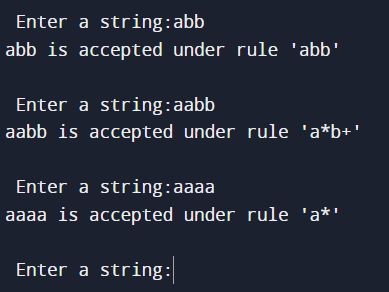 Enter a string:abb
abb is accepted under rule 'abb'
Enter a string:aabb
aabb is accepted under rule 'a*b+'
Enter a string:aaaa
aaaa is accepted under rule 'a*'
Enter a string: